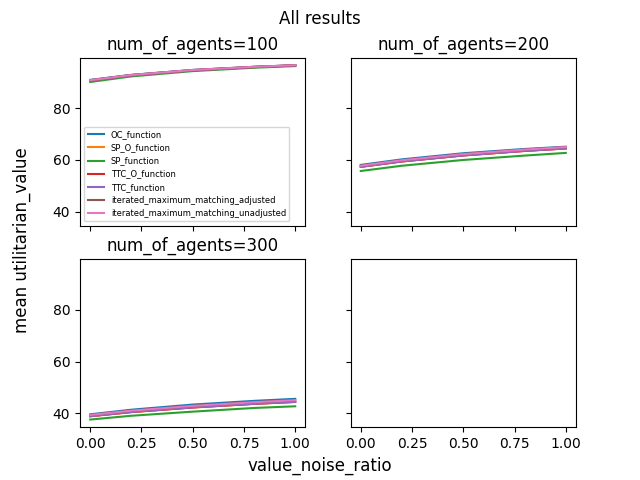 All results
num_of_agents=100
num_of_agents=200
80
60
40
OC_function
SP_O_function
SP_function
TTC_O_function
TTC_function
iterated_maximum_matching_adjusted
iterated_maximum_matching_unadjusted
mean utilitarian_value
num_of_agents=300
80
60
40
0.00 0.25 0.50 0.75 1.00
0.00 0.25 0.50 0.75 1.00
value_noise_ratio